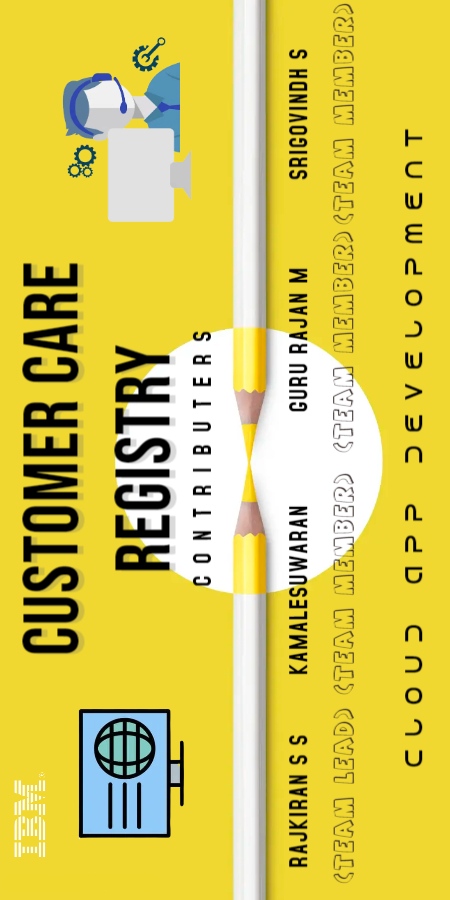 IBM
CUSTOMER CARE
REGISTRY
CONTRIBUTERS
RAJKIRAN S S KAMALESUWARAN GURU RAJAN M SRIGOVINDH S
(TEAM LEAD) (TEAM MEMBER) (TEAM MEMBER) (TEAM MEMBER)
CLOUD APP DEVELOPMENT